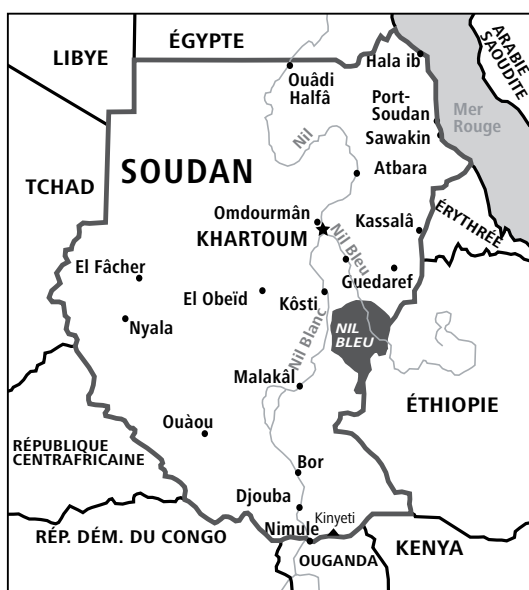 ÉGYPTE
LIBYE
ARABIE
SAOUDITE
Hala ib
Ouâdi
Halfâ
Port-
Soudan
Mer
Rouge
Sawakin
Nil
SOUDAN
Atbara
TCHAD
Omdourmân
Kassalâ
ÉRYTHRÉE
KHARTOUM
Nil Bleu
El Fâcher
Guedaref
El Obeïd
Kôsti
Nyala
NIL
BLEU
Nil Blanc
Malakâl
ÉTHIOPIE
Ouàou
RÉPUBLIQUE
CENTRAFRICAINE
Bor
Djouba
Kinyeti
Nimule
RÉP. DÉM. DU CONGO
KENYA
OUGANDA